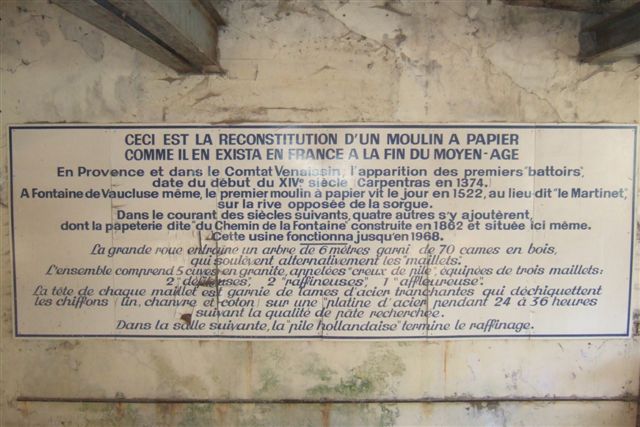 CECI EST LA RECONSTITUTION D'UN MOULIN A PAPIER
COMME IL EN EXISTA EN FRANCE A LA FIN DU MOYEN-AGE
En Provence et dans le Comtat Venaissin, l'apparition des premiers "battoirs",
date du début du XIVe siècle (Carpentras en 1374.
A Fontaine de Vaucluse même, le premier moulin à papier vit le jour en 1522, au lieu dit "le Martinet",
sur la rive opposée de la sorgue.
Dans le courant des siècles suivants, quatre autres s'y ajoutèrent,
dont la papeterie dite "du Chemin de la Fontaine" construite en 1862 et située ici même.
Cette usine fonctionna jusqu'en 1968.
La grande roue entraîne un arbre de 6 mètres garni de 70 cames en bois,
qui soulèvent alternativement les "maillets".
L'ensemble comprend 5 cuves en granite, appelées "creux de pile", équipées de trois maillets:
2 "défileuses", 2 "raffineuses", 1 "affleureuse".
La tête de chaque maillet est garnie de lames d'acier tranchantes qui déchiquettent
les chiffons (lin, chanvre et coton) sur une "platine d'acier" pendant 24 à 36 heures
suivant la qualité de pâte recherchée.
Dans la salle suivante, la "pile hollandaise" termine le raffinage.